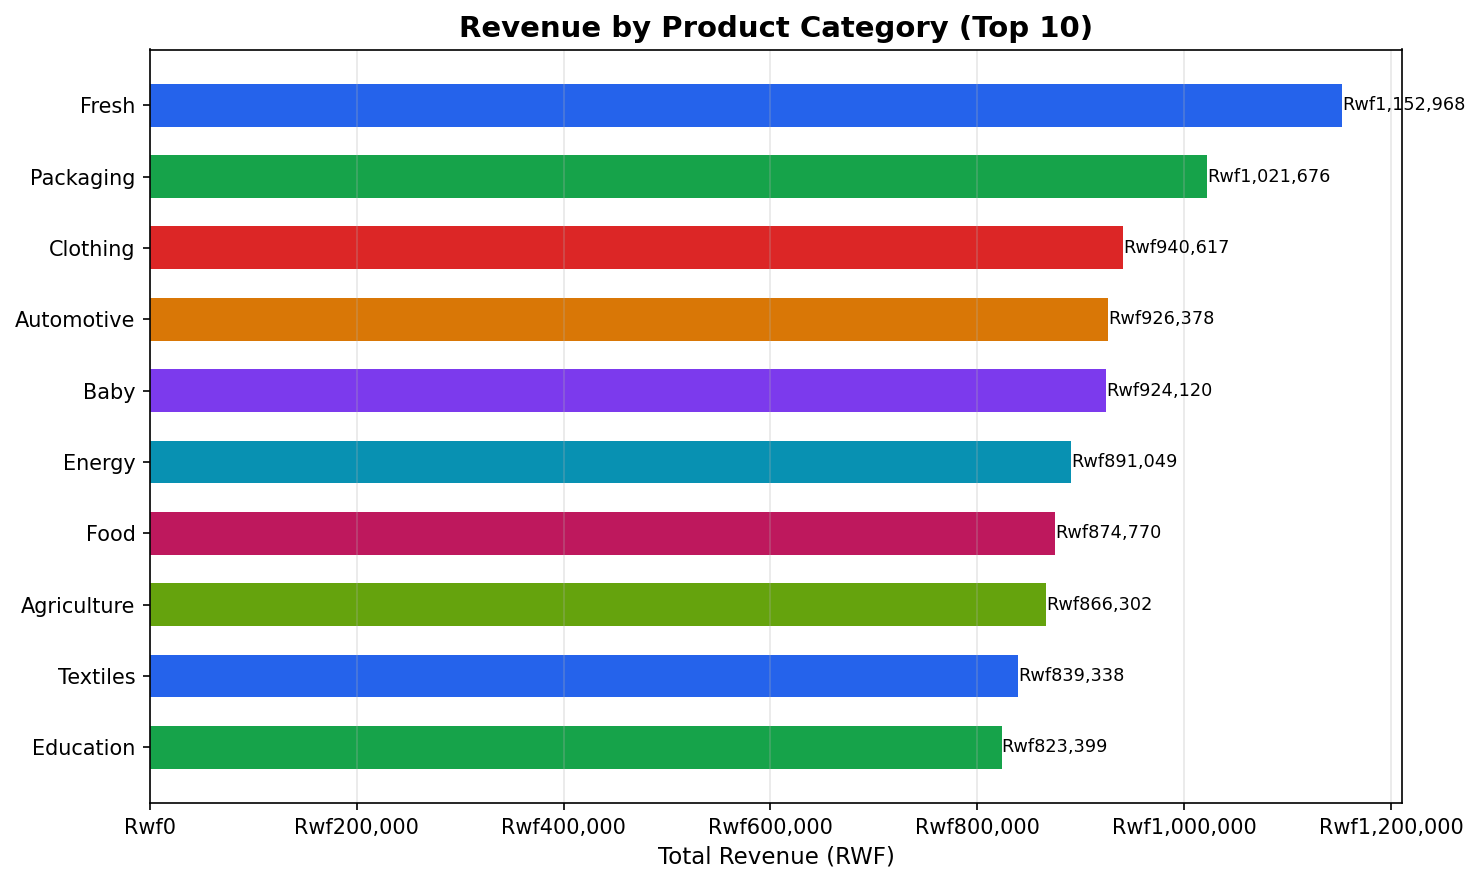 Revenue by Product Category (Top 10)
Fresh Rwf1,152,968
Packaging Rwf1,021,676
Clothing Rwf940,617
Automotive Rwf926,378
Baby Rwf924,120
Energy Rwf891,049
Food Rwf874,770
Agriculture Rwf866,302
Textiles Rwf839,338
Education Rwf823,399
Rwf0 Rwf200,000 Rwf400,000 Rwf600,000 Rwf800,000 Rwf1,000,000 Rwf1,200,000
Total Revenue (RWF)